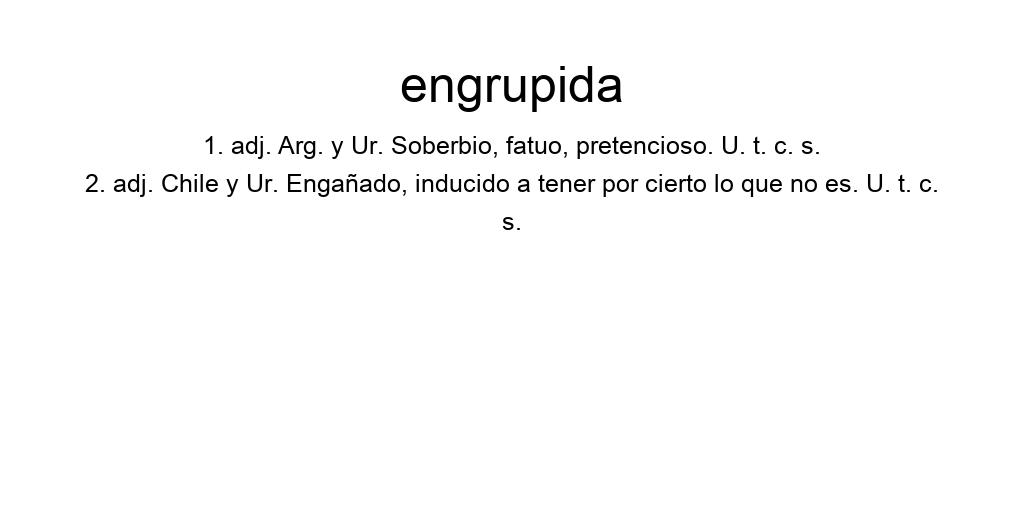 engrupida
1. adj. Arg. y Ur. Soberbio, fatuo, pretencioso. U. t. c. s.
2. adj. Chile y Ur. Engañado, inducido a tener por cierto lo que no es. U. t. c.
s.